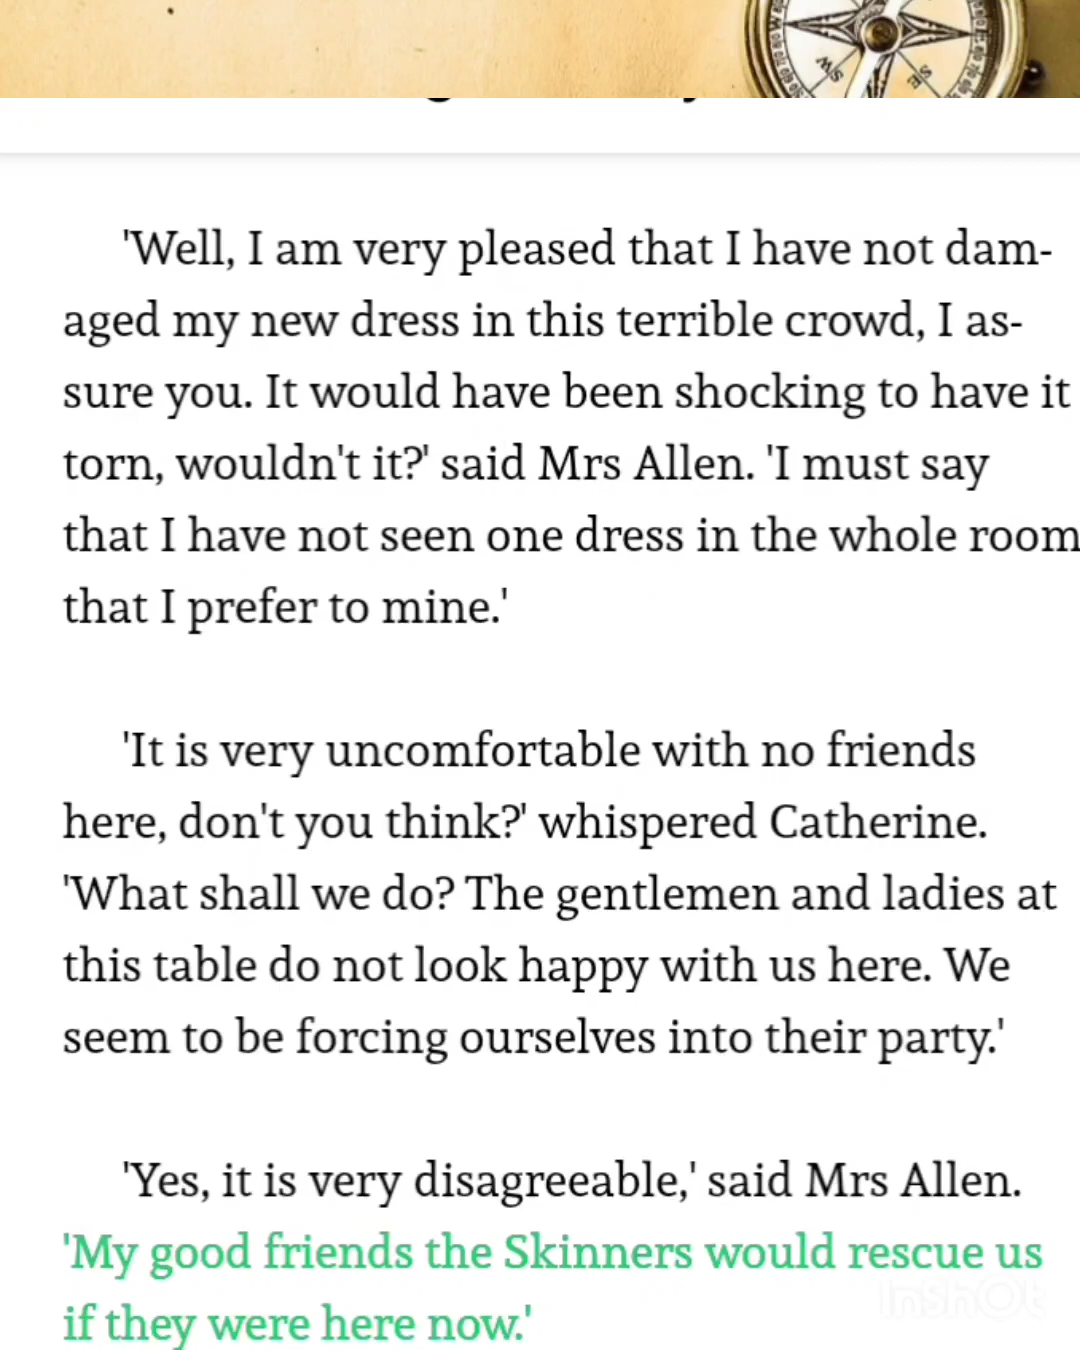 'Well, I am very pleased that I have not dam-
aged my new dress in this terrible crowd, I as-
sure you. It would have been shocking to have it
torn, wouldn't it?' said Mrs Allen. 'I must say
that I have not seen one dress in the whole room
that I prefer to mine.'
'It is very uncomfortable with no friends
here, don't you think?' whispered Catherine.
'What shall we do? The gentlemen and ladies at
this table do not look happy with us here. We
seem to be forcing ourselves into their party.'
'Yes, it is very disagreeable,' said Mrs Allen.
'My good friends the Skinners would rescue us
InShOt
if they were here now.'